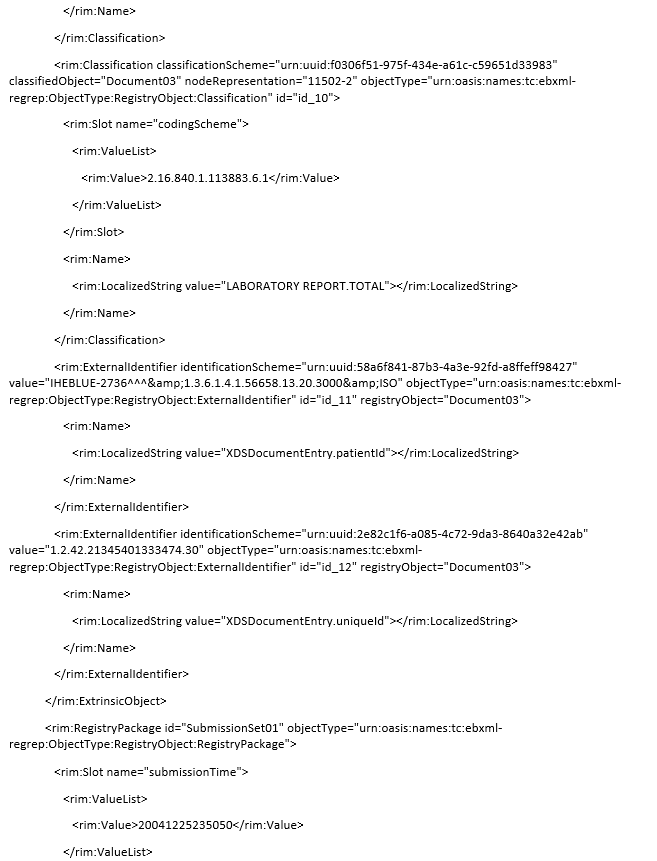 </rim:Name>
</rim:Classification>
<rim:Classification classificationScheme="urn:uuid:f0306f51-975f-434e-a61c-c59651d33983"
classifiedObject="Document03" nodeRepresentation="11502-2" objectType="urn:oasis:names:tc:ebxml-
regrep:ObjectType:RegistryObject:Classification" id="id_10">
<rim:Slot name="codingScheme">
<rim:ValueList>
<rim:Value>2.16.840.1.113883.6.1</rim:Value>
</rim:ValueList>
</rim:Slot>
<rim:Name>
<rim:LocalizedString value="LABORATORY REPORT.TOTAL"></rim:LocalizedString>
</rim:Name>
</rim:Classification>
<rim:ExternalIdentifier identificationScheme="urn:uuid:58a6f841-87b3-4a3e-92fd-a8ffeff98427"
value="IHEBLUE-2736^^^&amp;1.3.6.1.4.1.56658.13.20.3000&amp;ISO" objectType="urn:oasis:names:tc:ebxml-
regrep:ObjectType:RegistryObject:ExternalIdentifier" id="id_11" registryObject="Document03">
<rim:Name>
<rim:LocalizedString value="XDSDocumentEntry.patientId"></rim:LocalizedString>
</rim:Name>
</rim:ExternalIdentifier>
<rim:ExternalIdentifier identificationScheme="urn:uuid:2e82c1f6-a085-4c72-9da3-8640a32e42ab"
value="1.2.42.21345401333474.30" objectType="urn:oasis:names:tc:ebxml-
regrep:ObjectType:RegistryObject:ExternalIdentifier" id="id_12" registryObject="Document03">
<rim:Name>
<rim:LocalizedString value="XDSDocumentEntry.uniqueId"></rim:LocalizedString>
</rim:Name>
</rim:ExternalIdentifier>
</rim:ExtrinsicObject>
<rim:RegistryPackage id="SubmissionSet01" objectType="urn:oasis:names:tc:ebxml-
regrep:ObjectType:RegistryObject:RegistryPackage">
<rim:Slot name="submissionTime">
<rim:ValueList>
<rim:Value>20041225235050</rim:Value>
</rim:ValueList>